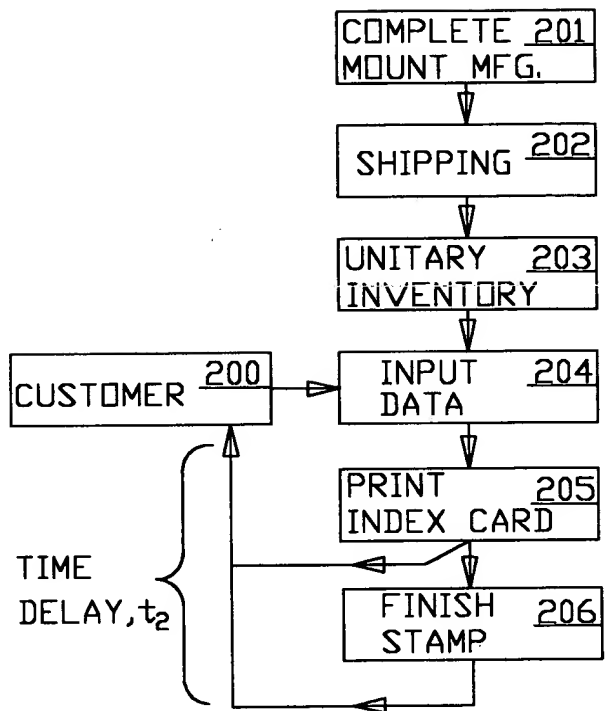 COMPLETE 201
MOUNT MFG.
SHIPPING 202
UNITARY 203
INVENTORY
CUSTOMER 200
INPUT 204
DATA
PRINT 205
INDEX CARD
TIME
DELAY, t₂
FINISH 206
STAMP